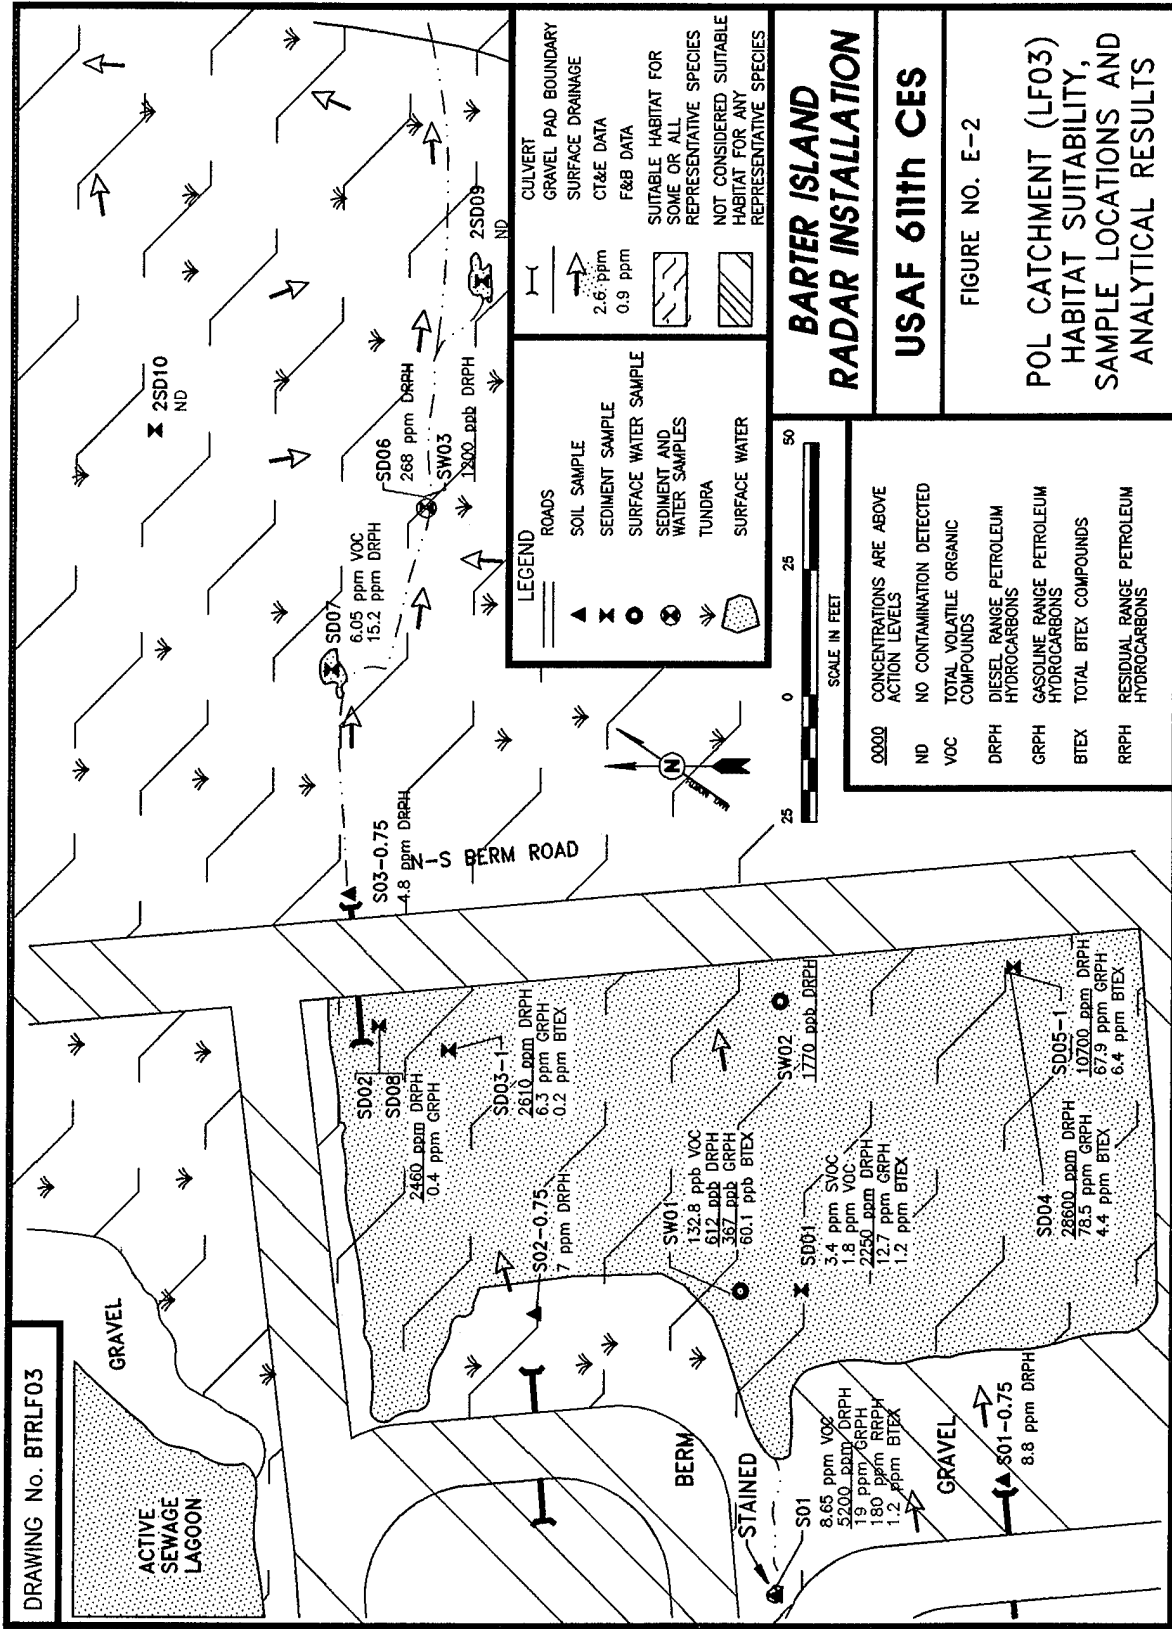 DRAWING No. BTRLF03
ACTIVE
SEWAGE
LAGOON
GRAVEL
SD02
SD08
2460 ppm DRPH
0.4 ppm GRPH
SD03-1
2610 ppm DRPH
6.3 ppm GRPH
0.2 ppm BTEX
S02-0.75
7 ppm DRPH
SW01
132.8 ppb VOC
612 ppb DRPH
367 ppb GRPH
60.1 ppb BTEX
SW02
1770 ppb DRPH
SD01
3.4 ppm SVOC
1.8 ppm VOC
2250 ppm DRPH
12.7 ppm GRPH
1.2 ppm BTEX
SD04
28600 ppm DRPH
78.5 ppm GRPH
4.4 ppm BTEX
SD05-1
10700 ppm DRPH
67.9 ppm GRPH
6.4 ppm BTEX
BERM
STAINED
S01
8.65 ppm VOC
5200 ppm DRPH
19 ppm GRPH
180 ppm RRPH
1.2 ppm BTEX
GRAVEL
S01-0.75
8.8 ppm DRPH
N-S BERM ROAD
S03-0.75
4.8 ppm DRPH
SD07
6.05 ppm VOC
15.2 ppm DRPH
SD06
268 ppm DRPH
SW03
1200 ppb DRPH
2SD10
ND
2SD09
ND
N
25
0
25
50
SCALE IN FEET
LEGEND
ROADS
SOIL SAMPLE
SEDIMENT SAMPLE
SURFACE WATER SAMPLE
SEDIMENT AND
WATER SAMPLES
TUNDRA
SURFACE WATER
CULVERT
GRAVEL PAD BOUNDARY
SURFACE DRAINAGE
2.6 ppm CT&E DATA
0.9 ppm F&B DATA
SUITABLE HABITAT FOR
SOME OR ALL
REPRESENTATIVE SPECIES
NOT CONSIDERED SUITABLE
HABITAT FOR ANY
REPRESENTATIVE SPECIES
0000 CONCENTRATIONS ARE ABOVE
ACTION LEVELS
ND NO CONTAMINATION DETECTED
VOC TOTAL VOLATILE ORGANIC
COMPOUNDS
DRPH DIESEL RANGE PETROLEUM
HYDROCARBONS
GRPH GASOLINE RANGE PETROLEUM
HYDROCARBONS
BTEX TOTAL BTEX COMPOUNDS
RRPH RESIDUAL RANGE PETROLEUM
HYDROCARBONS
BARTER ISLAND
RADAR INSTALLATION
USAF 611th CES
FIGURE NO. E-2
POL CATCHMENT (LF03)
HABITAT SUITABILITY,
SAMPLE LOCATIONS AND
ANALYTICAL RESULTS